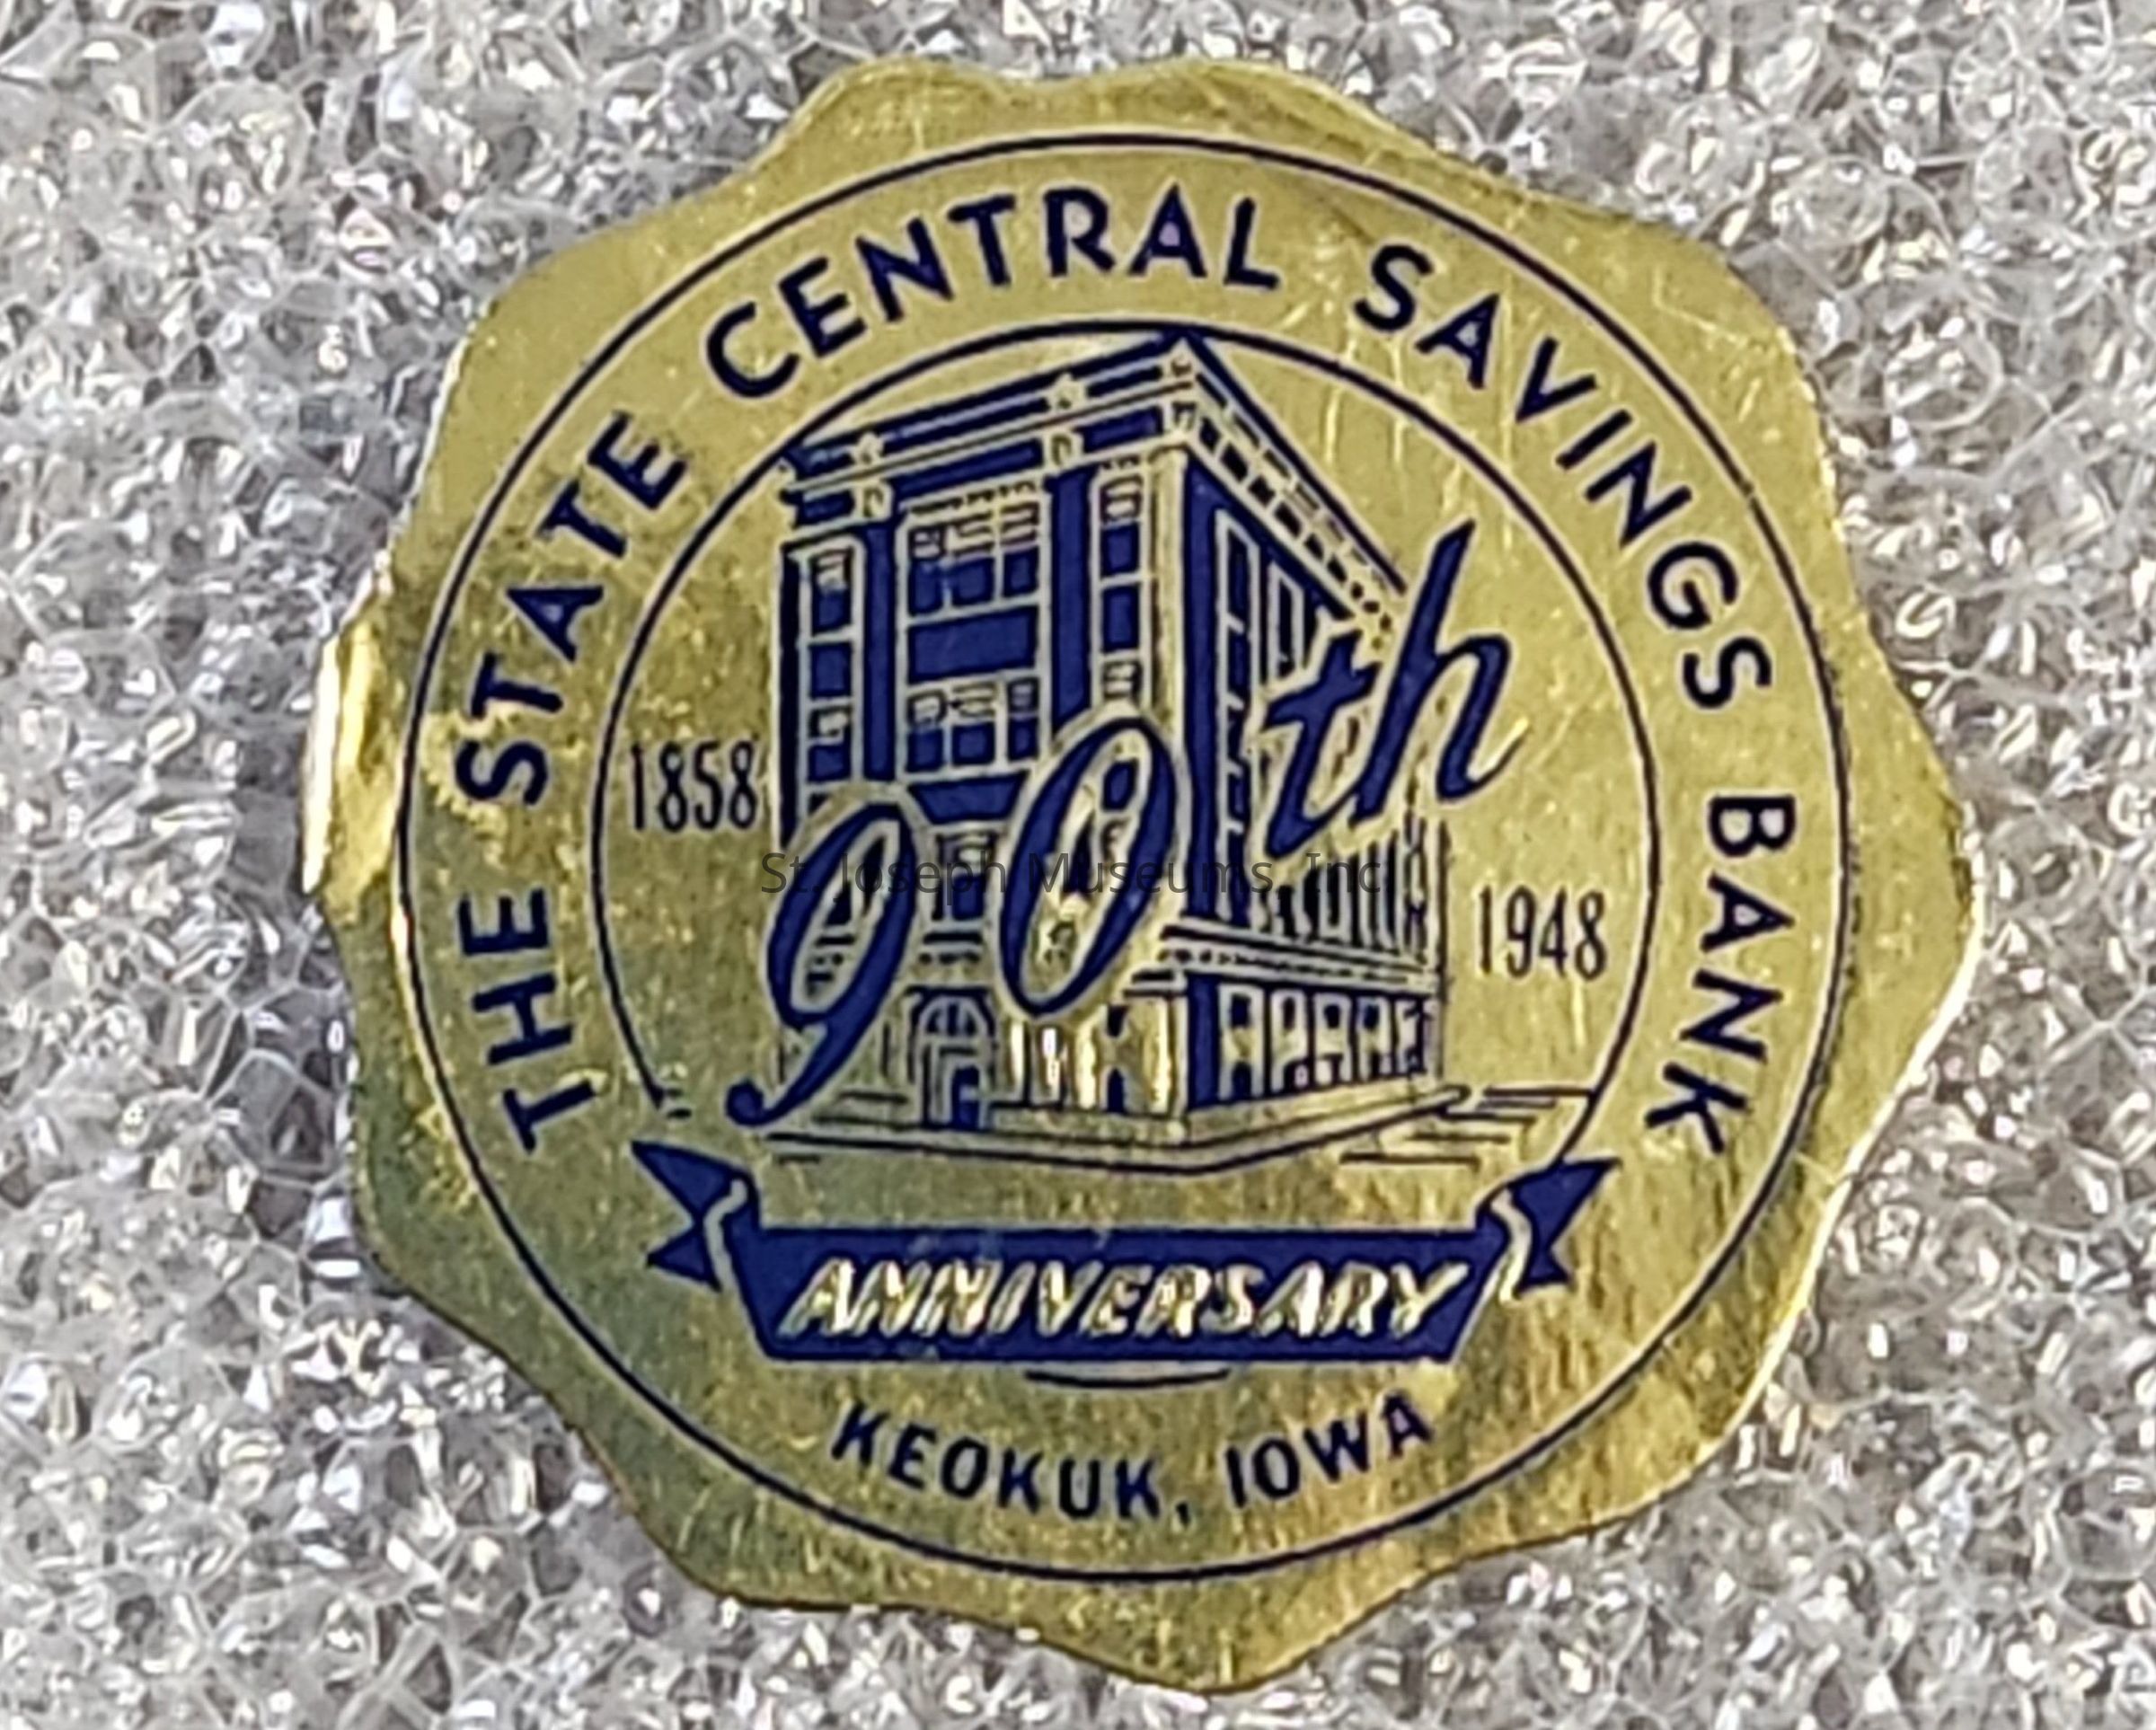 THE STATE CENTRAL SAVINGS BANK
1858
90th
1948
ANNIVERSARY
KEOKUK, IOWA
St. Joseph Museums, Inc.